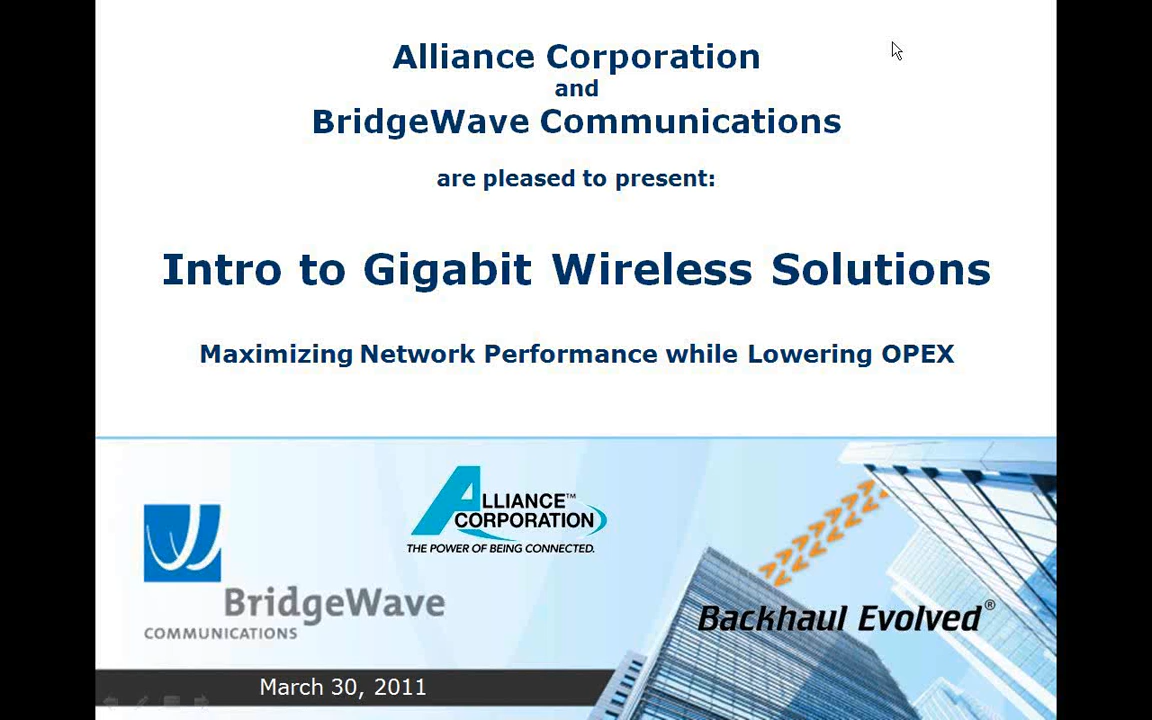 Alliance Corporation
and
BridgeWave Communications
are pleased to present:
Intro to Gigabit Wireless Solutions
Maximizing Network Performance while Lowering OPEX
ALLIANCE™
CORPORATION
THE POWER OF BEING CONNECTED.
BridgeWave
COMMUNICATIONS
Backhaul Evolved®
March 30, 2011